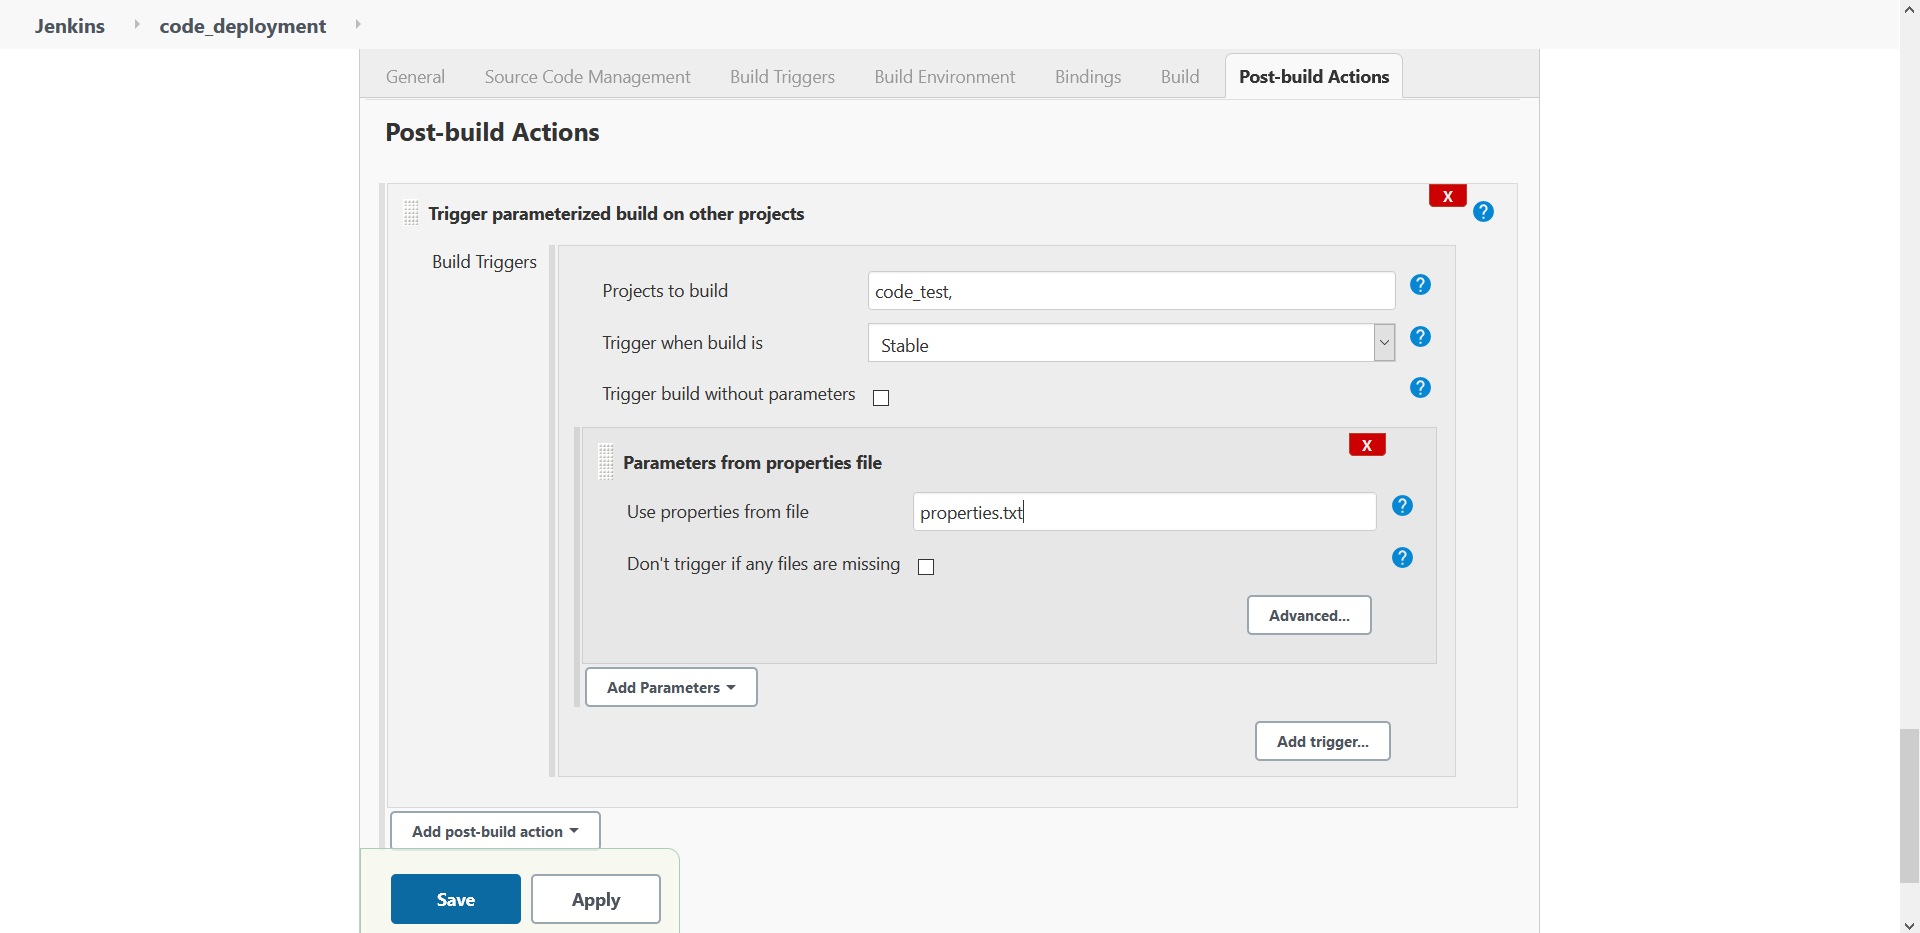 Jenkins code_deployment
General Source Code Management Build Triggers Build Environment Bindings Build Post-build Actions
Post-build Actions
X
Trigger parameterized build on other projects ?
Build Triggers
Projects to build code_test, ?
Trigger when build is Stable ?
Trigger build without parameters ?
X
Parameters from properties file
Use properties from file properties.txt ?
Don't trigger if any files are missing ?
Advanced...
Add Parameters
Add trigger...
Add post-build action
Save Apply